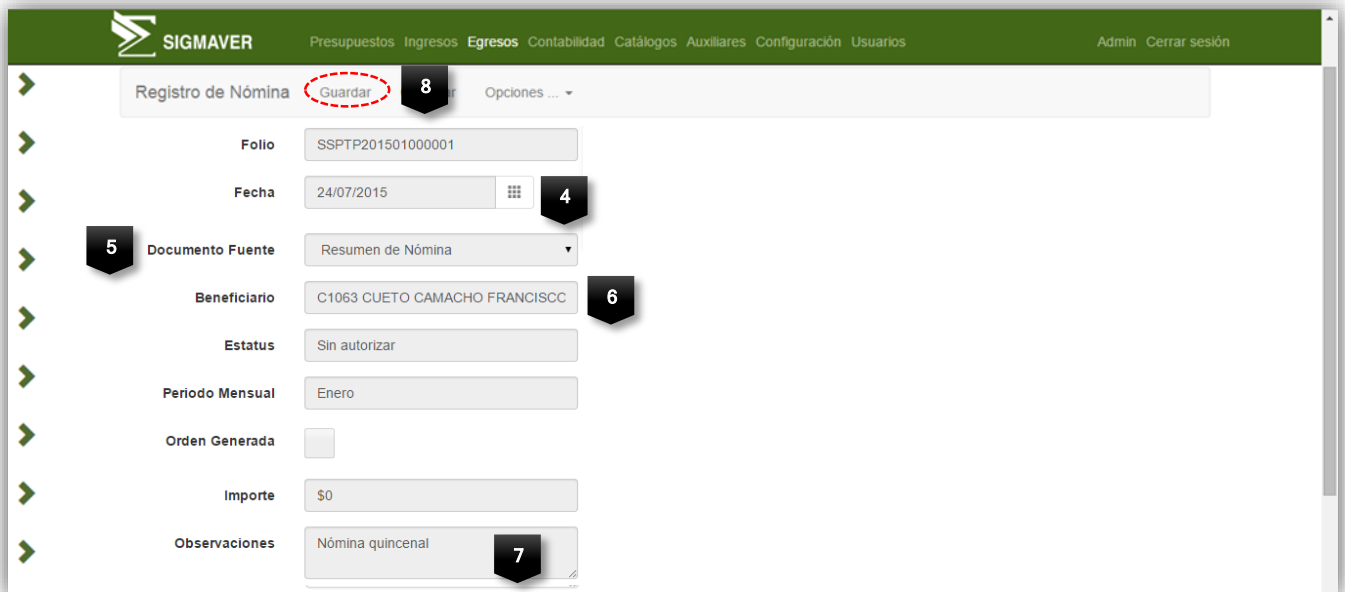 SIGMAVER Presupuestos Ingresos Egresos Contabilidad Catálogos Auxiliares Configuración Usuarios Admin Cerrar sesión
Registro de Nómina Guardar 8 Opciones ...
Folio SSPTP201501000001
Fecha 24/07/2015 4
5 Documento Fuente Resumen de Nómina
Beneficiario C1063 CUETO CAMACHO FRANCISCO 6
Estatus Sin autorizar
Periodo Mensual Enero
Orden Generada
Importe $0
Observaciones Nómina quincenal 7